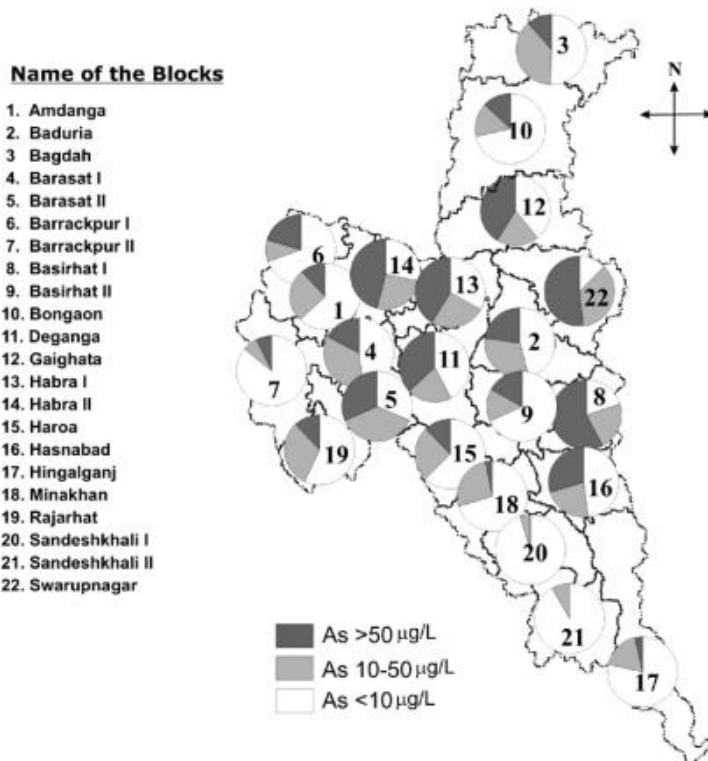 Name of the Blocks
1. Amdanga
2 Baduria
3 Bagdah
4 Barasat I
5 Barasat II
6 Barrackpur I
7 Barrackpur II
8 Basirhat I
9 Basirhat II
10 Bongaon
11 Deganga
12 Gaighata
13 Habra I
14 Habra II
15 Haroa
16. Hasnabad
17. Hingalganj
18. Minakhan
19. Rajarhat
20. Sandeshkhali I
21. Sandeshkhali II
22. Swarupnagar
N
3
10
12
6
14
13
22
1
4
11
2
7
5
9
8
19
15
18
16
20
21
17
As >50 µg/L
As 10-50 µg/L
As <10 µg/L